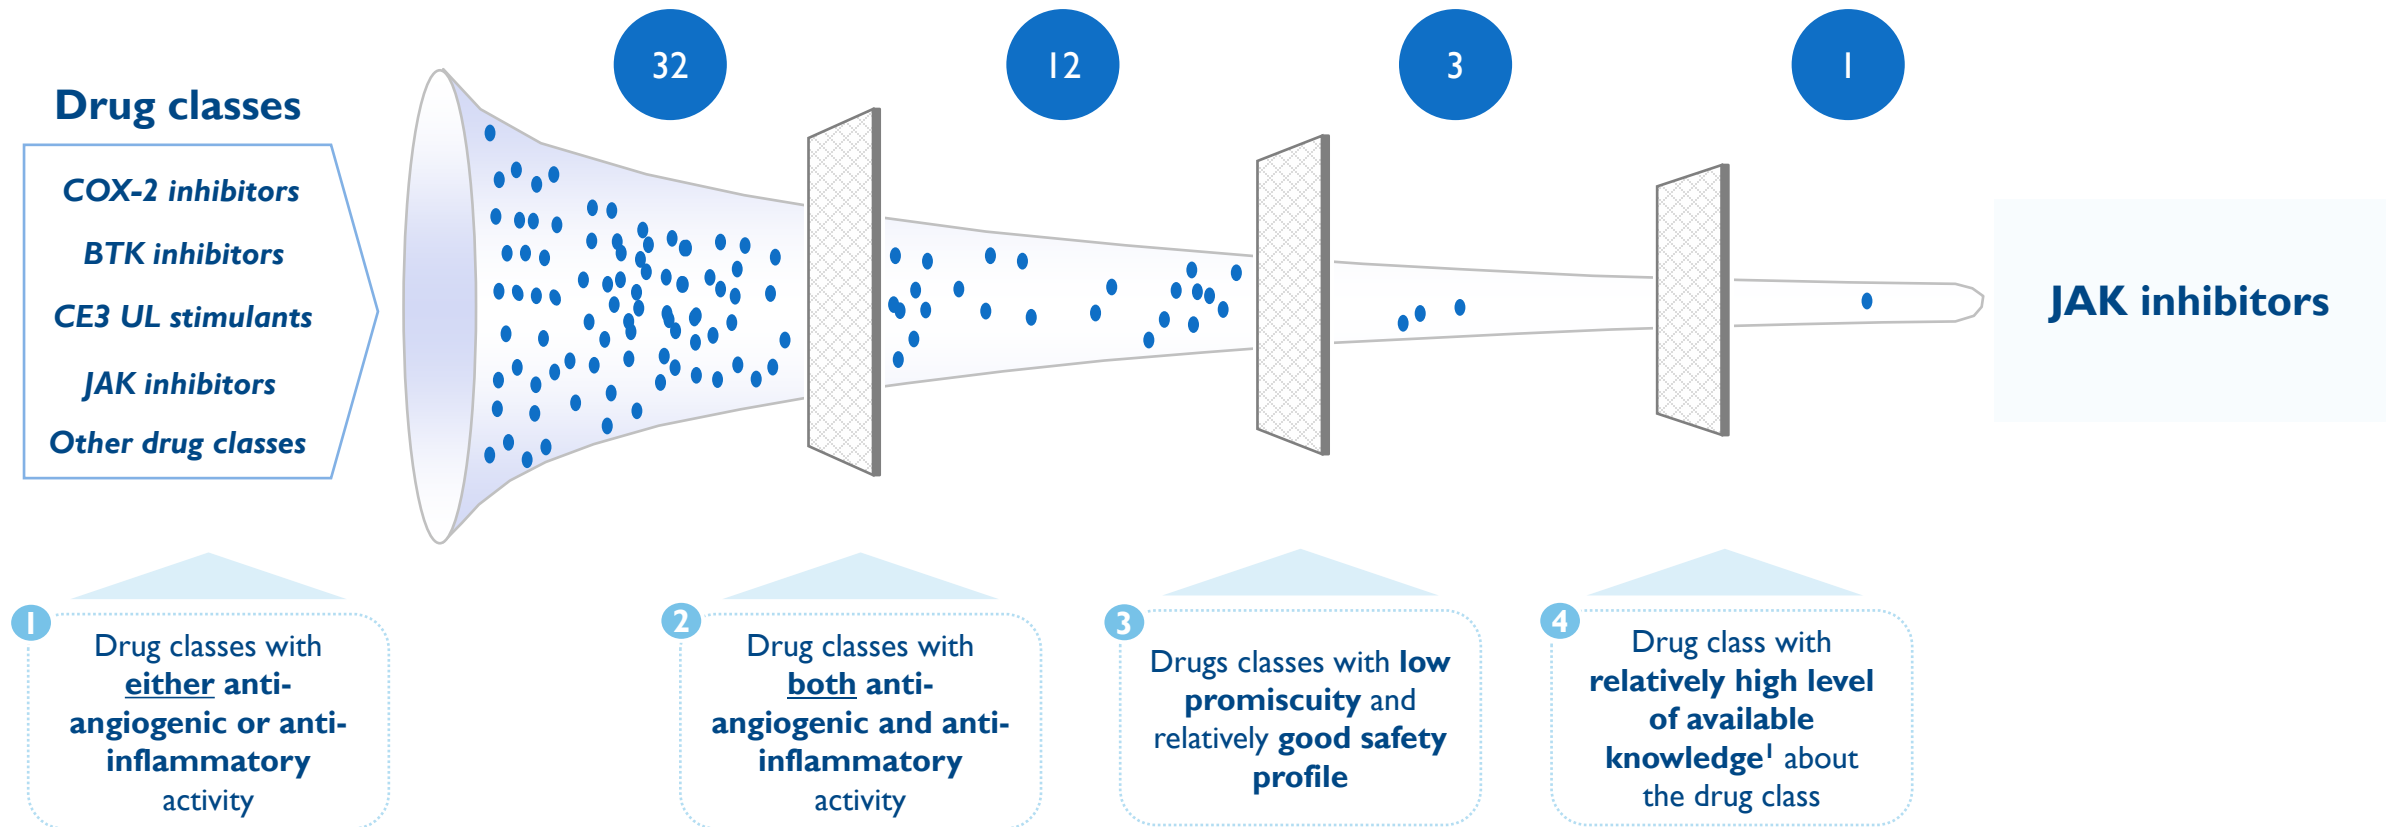 32
12
3
1
Drug classes
COX-2 inhibitors
BTK inhibitors
CE3 UL stimulants
JAK inhibitors
Other drug classes
JAK inhibitors
1
Drug classes with
either anti-
angiogenic or anti-
inflammatory
activity
2
Drug classes with
both anti-
angiogenic and anti-
inflammatory
activity
3
Drugs classes with low
promiscuity and
relatively good safety
profile
4
Drug class with
relatively high level
of available
knowledge¹ about
the drug class